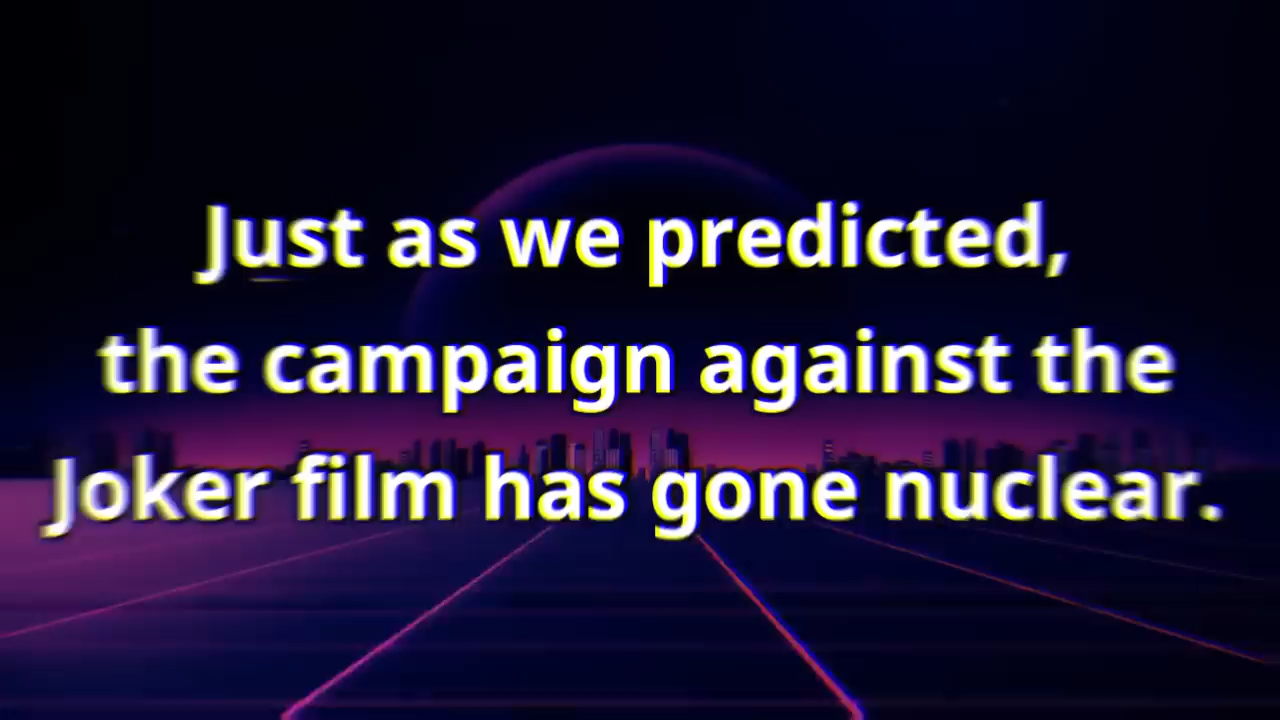 Just as we predicted,
the campaign against the
Joker film has gone nuclear.